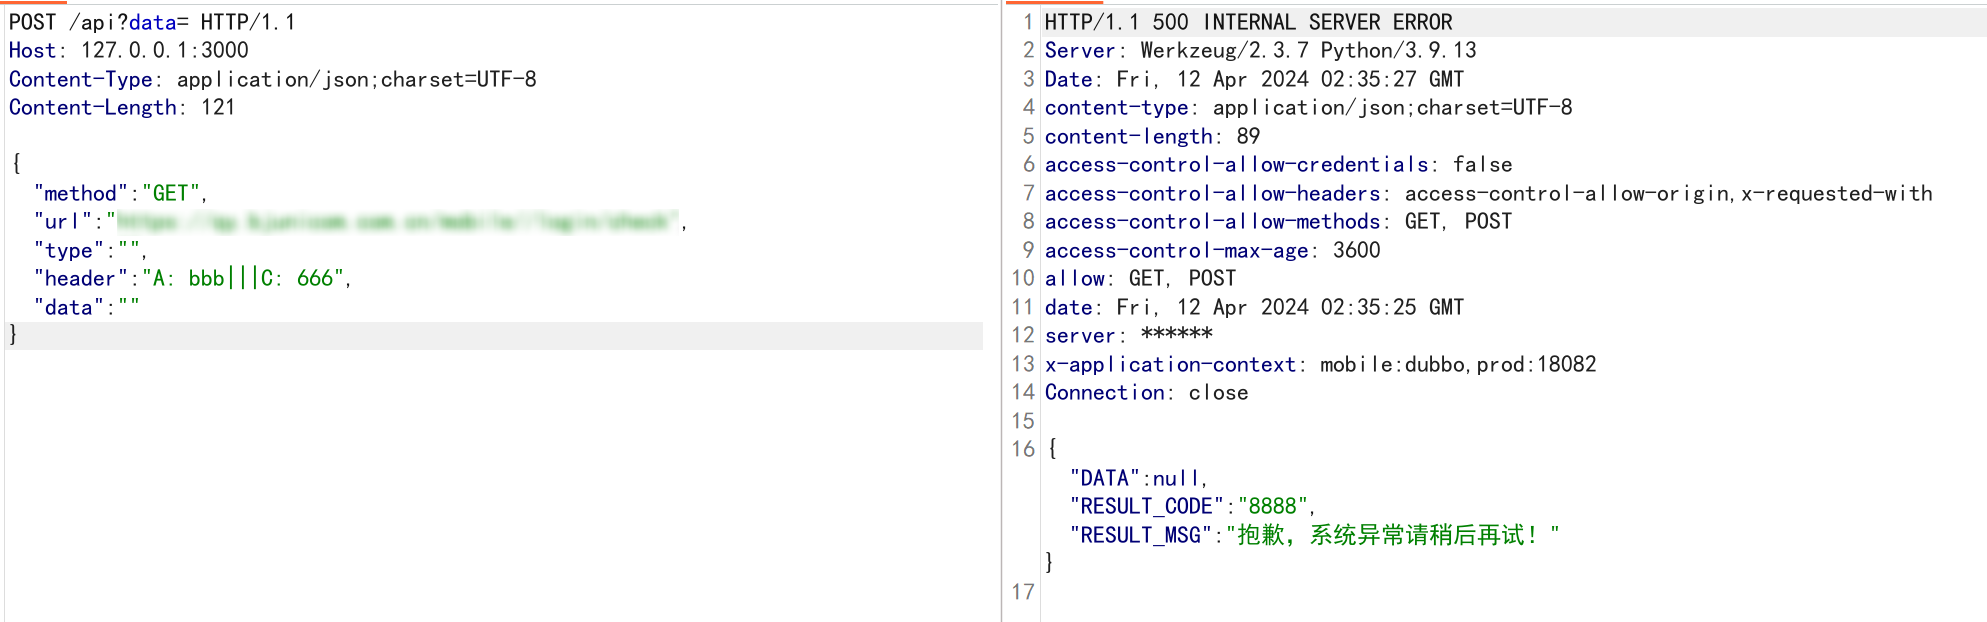 POST /api?data= HTTP/1.1
Host: 127.0.0.1:3000
Content-Type: application/json;charset=UTF-8
Content-Length: 121
{
"method":"GET",
"url":"
",
"type":"",
"header":"A: bbb|||C: 666",
"data":""
}
1 HTTP/1.1 500 INTERNAL SERVER ERROR
2 Server: Werkzeug/2.3.7 Python/3.9.13
3 Date: Fri, 12 Apr 2024 02:35:27 GMT
4 content-type: application/json;charset=UTF-8
5 content-length: 89
6 access-control-allow-credentials: false
7 access-control-allow-headers: access-control-allow-origin,x-requested-with
8 access-control-allow-methods: GET, POST
9 access-control-max-age: 3600
10 allow: GET, POST
11 date: Fri, 12 Apr 2024 02:35:25 GMT
12 server: ******
13 x-application-context: mobile:dubbo,prod:18082
14 Connection: close
15
16 {
"DATA":null,
"RESULT_CODE":"8888",
"RESULT_MSG":"抱歉，系统异常请稍后再试！"
}
17